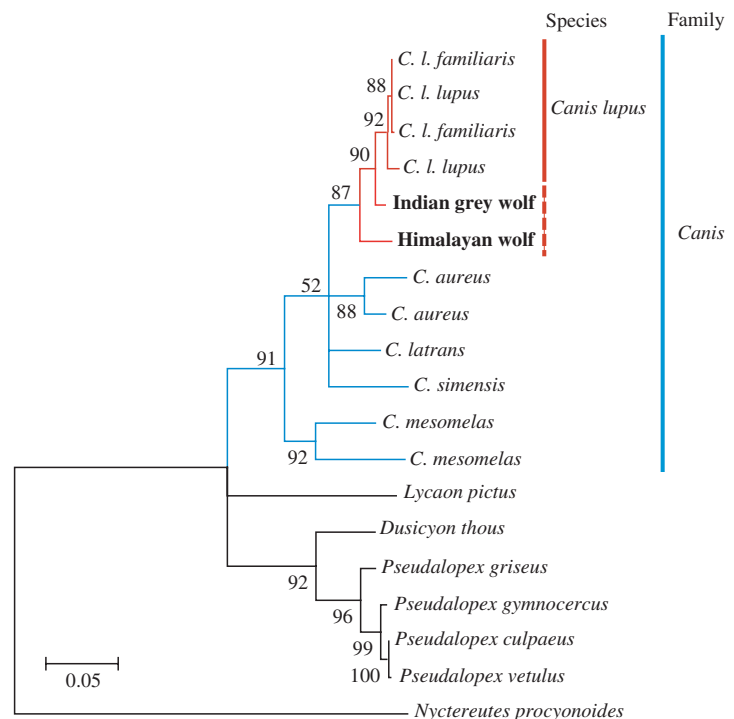 Species
Family
C. l. familiaris
88
C. l. lupus
Canis lupus
92
C. l. familiaris
90
C. l. lupus
87
Indian grey wolf
Himalayan wolf
Canis
C. aureus
52
88
C. aureus
C. latrans
91
C. simensis
C. mesomelas
92
C. mesomelas
Lycaon pictus
Dusicyon thous
92
Pseudalopex griseus
96
Pseudalopex gymnocercus
99
Pseudalopex culpaeus
100
Pseudalopex vetulus
0.05
Nyctereutes procyonoides